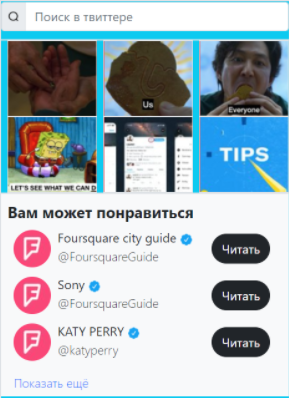 Поиск в твиттере
Us
Everyone
LET'S SEE WHAT WE CAN D
TIPS
Вам может понравиться
Foursquare city guide
@FoursquareGuide
Читать
Sony
@FoursquareGuide
Читать
KATY PERRY
@katyperry
Читать
Показать ещё